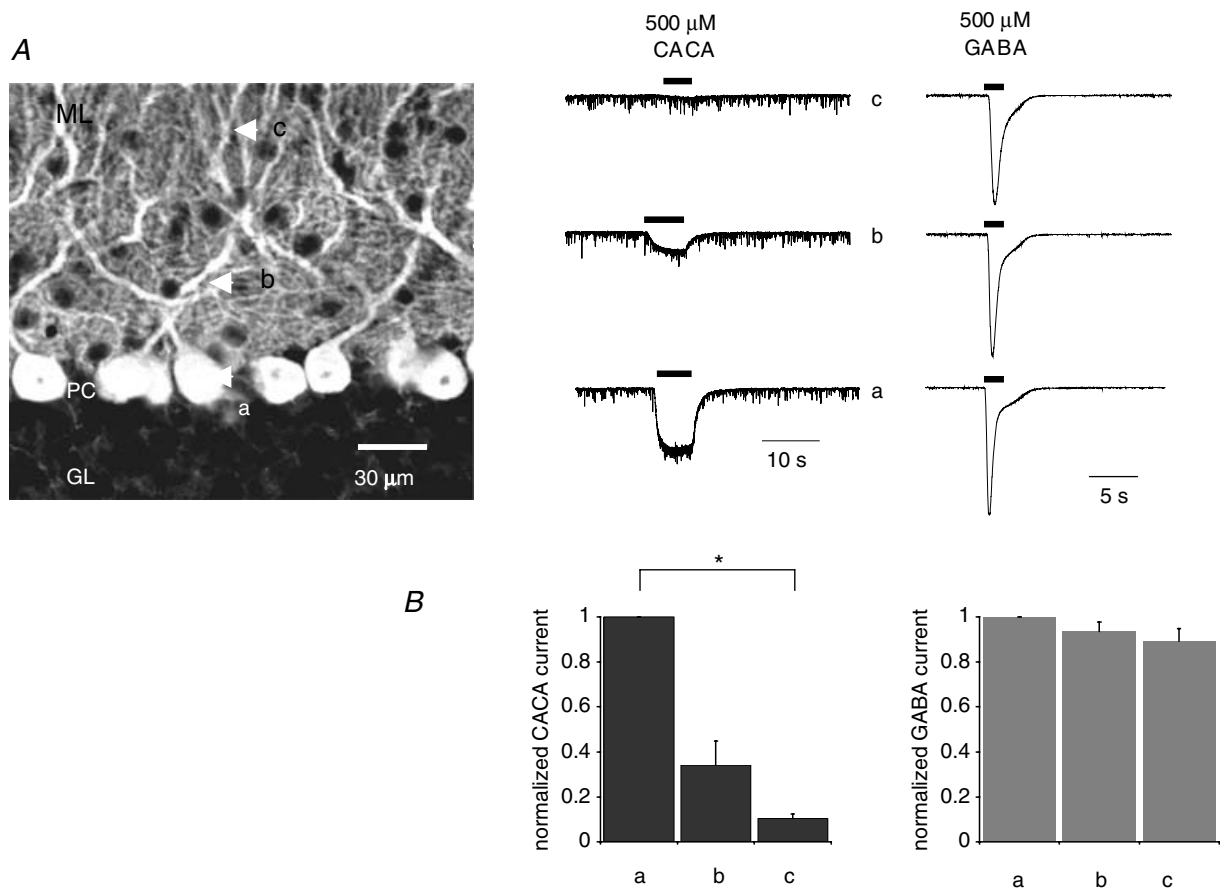 A
ML
c
b
PC
a
GL
30 μm
500 μM
CACA
500 μM
GABA
c
b
a
10 s
5 s
B
*
normalized CACA current
1
0.8
0.6
0.4
0.2
0
a b c
normalized GABA current
1
0.8
0.6
0.4
0.2
0
a b c